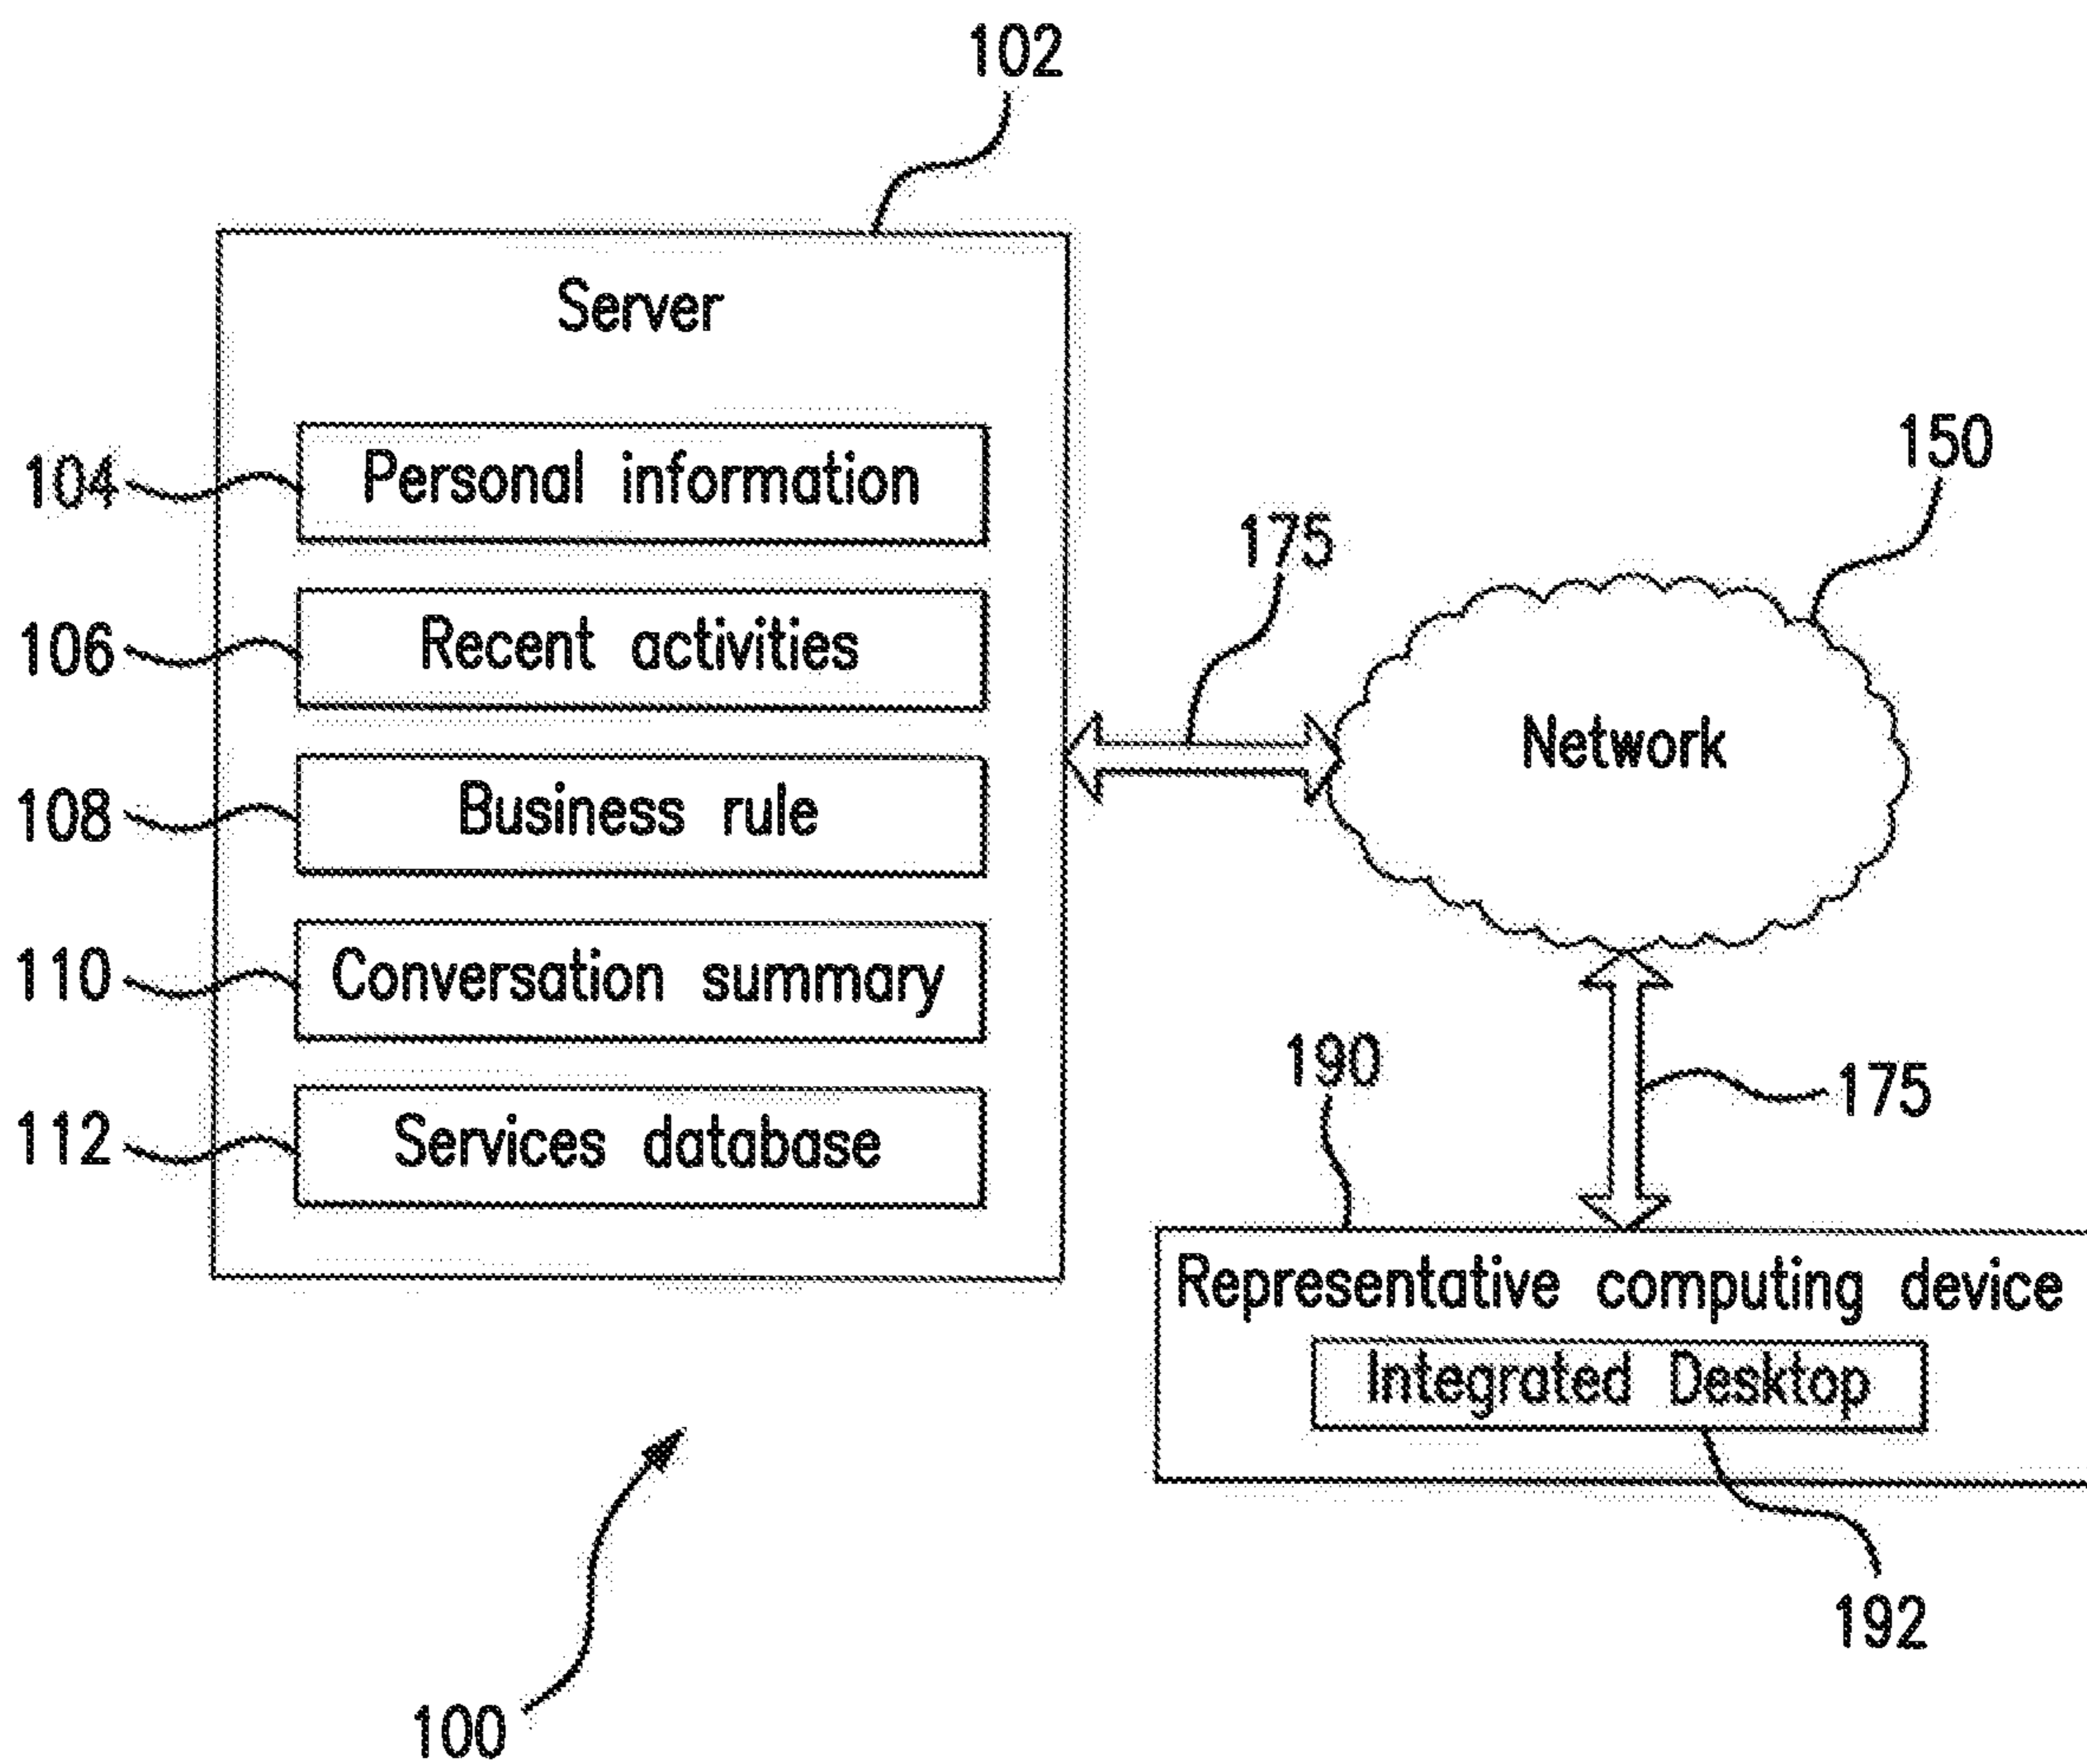 102
Server
104
Personal information
150
175
106
Recent activities
Network
108
Business rule
110
Conversation summary
190
175
112
Services database
Representative computing device
Integrated Desktop
192
100